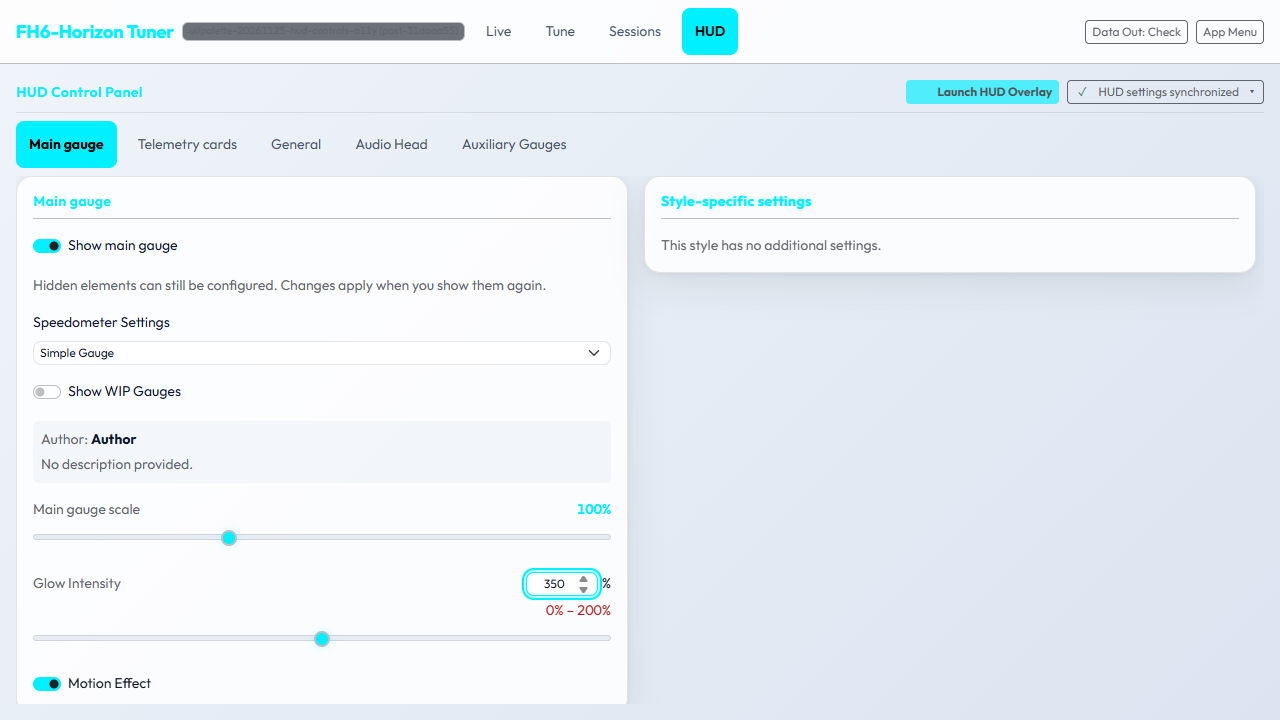 FH6-Horizon Tuner
Live
Tune
Sessions
HUD
Data Out: Check
App Menu
HUD Control Panel
Launch HUD Overlay
✓ HUD settings synchronized
Main gauge
Telemetry cards
General
Audio Head
Auxiliary Gauges
Main gauge
Show main gauge
Hidden elements can still be configured. Changes apply when you show them again.
Speedometer Settings
Simple Gauge
Show WIP Gauges
Author: Author
No description provided.
Main gauge scale
100%
Glow Intensity
350 %
0% – 200%
Motion Effect
Style-specific settings
This style has no additional settings.